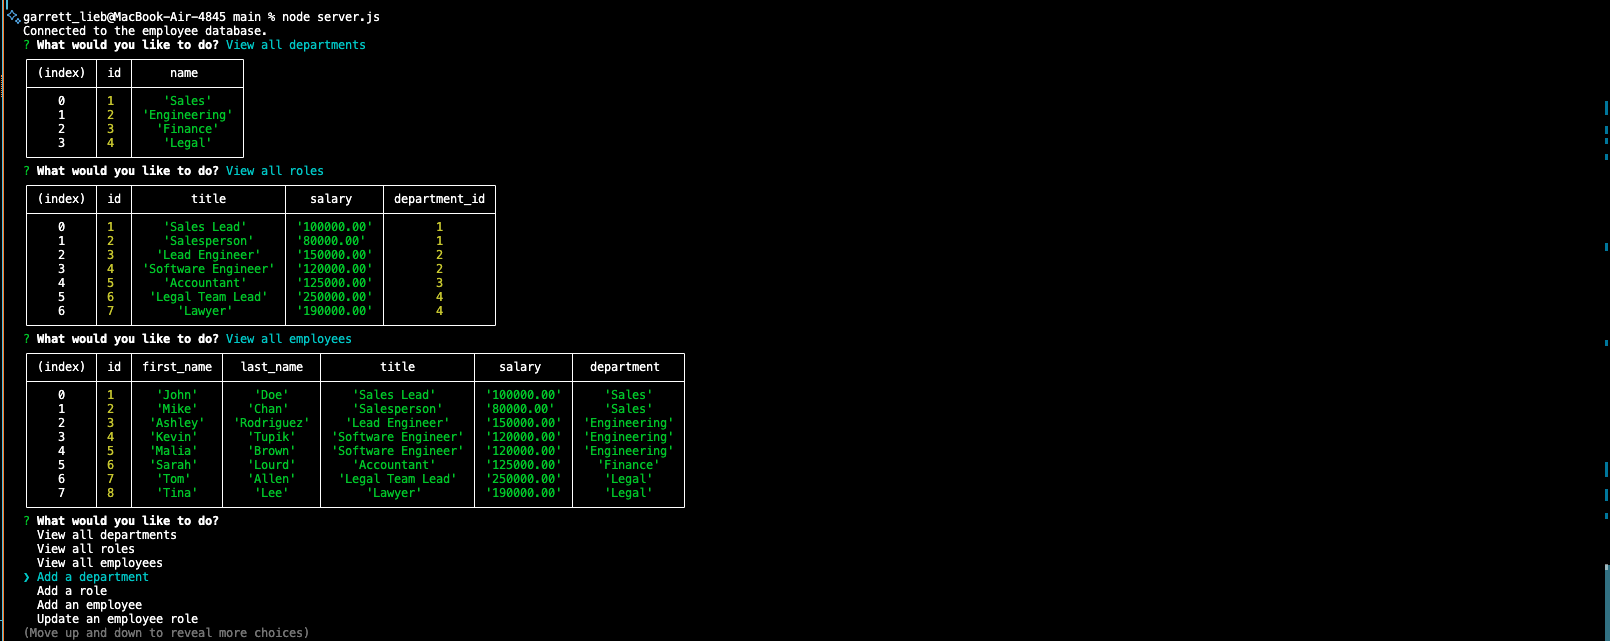 garrett_lieb@MacBook-Air-4845 main % node server.js
Connected to the employee database.
? What would you like to do? View all departments
(index) id name
0 1 'Sales'
1 2 'Engineering'
2 3 'Finance'
3 4 'Legal'
? What would you like to do? View all roles
(index) id title salary department_id
0 1 'Sales Lead' '100000.00' 1
1 2 'Salesperson' '80000.00' 1
2 3 'Lead Engineer' '150000.00' 2
3 4 'Software Engineer' '120000.00' 2
4 5 'Accountant' '125000.00' 3
5 6 'Legal Team Lead' '250000.00' 4
6 7 'Lawyer' '190000.00' 4
? What would you like to do? View all employees
(index) id first_name last_name title salary department
0 1 'John' 'Doe' 'Sales Lead' '100000.00' 'Sales'
1 2 'Mike' 'Chan' 'Salesperson' '80000.00' 'Sales'
2 3 'Ashley' 'Rodriguez' 'Lead Engineer' '150000.00' 'Engineering'
3 4 'Kevin' 'Tupik' 'Software Engineer' '120000.00' 'Engineering'
4 5 'Malia' 'Brown' 'Software Engineer' '120000.00' 'Engineering'
5 6 'Sarah' 'Lourd' 'Accountant' '125000.00' 'Finance'
6 7 'Tom' 'Allen' 'Legal Team Lead' '250000.00' 'Legal'
7 8 'Tina' 'Lee' 'Lawyer' '190000.00' 'Legal'
? What would you like to do?
View all departments
View all roles
View all employees
❯ Add a department
Add a role
Add an employee
Update an employee role
(Move up and down to reveal more choices)